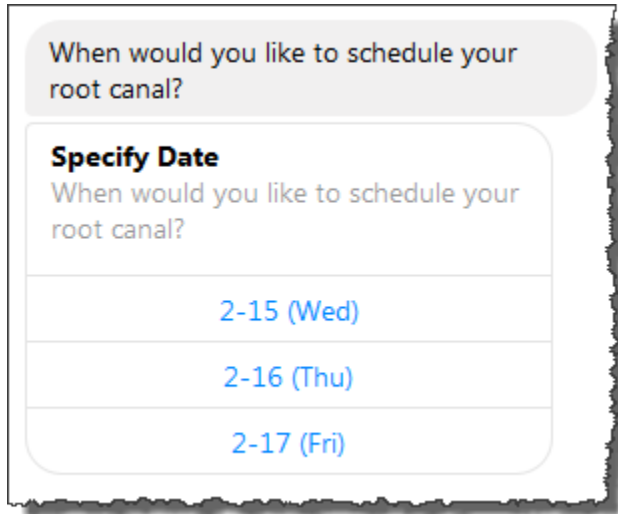 When would you like to schedule your
root canal?
Specify Date
When would you like to schedule your
root canal?
2-15 (Wed)
2-16 (Thu)
2-17 (Fri)